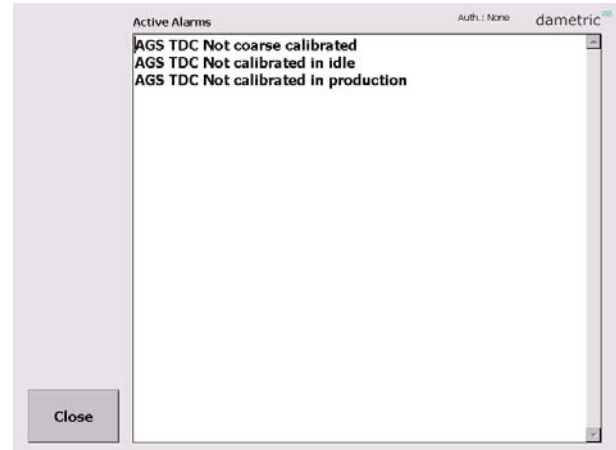 Active Alarms
Auth.: None
dametric
AGS TDC Not coarse calibrated
AGS TDC Not calibrated in idle
AGS TDC Not calibrated in production
Close